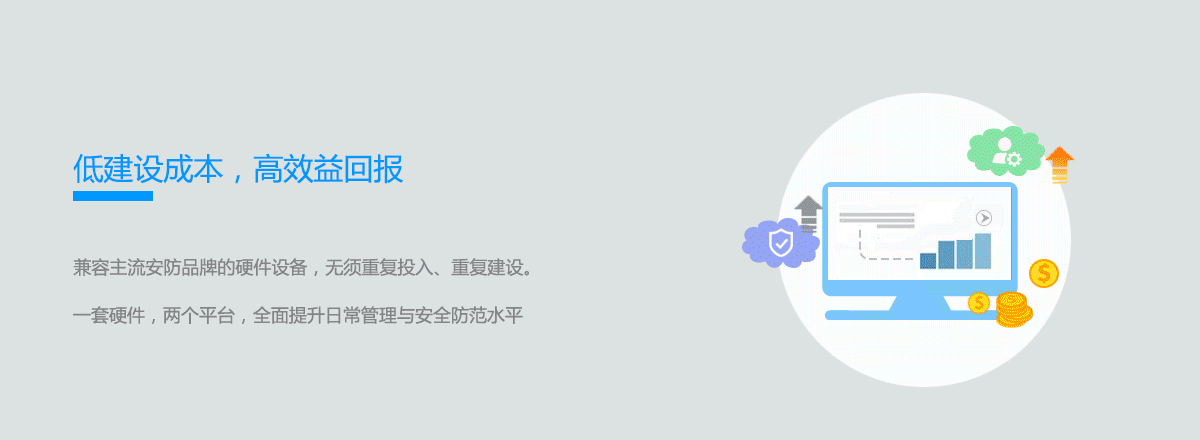 低建设成本，高效益回报
兼容主流安防品牌的硬件设备，无须重复投入、重复建设。
一套硬件，两个平台，全面提升日常管理与安全防范水平